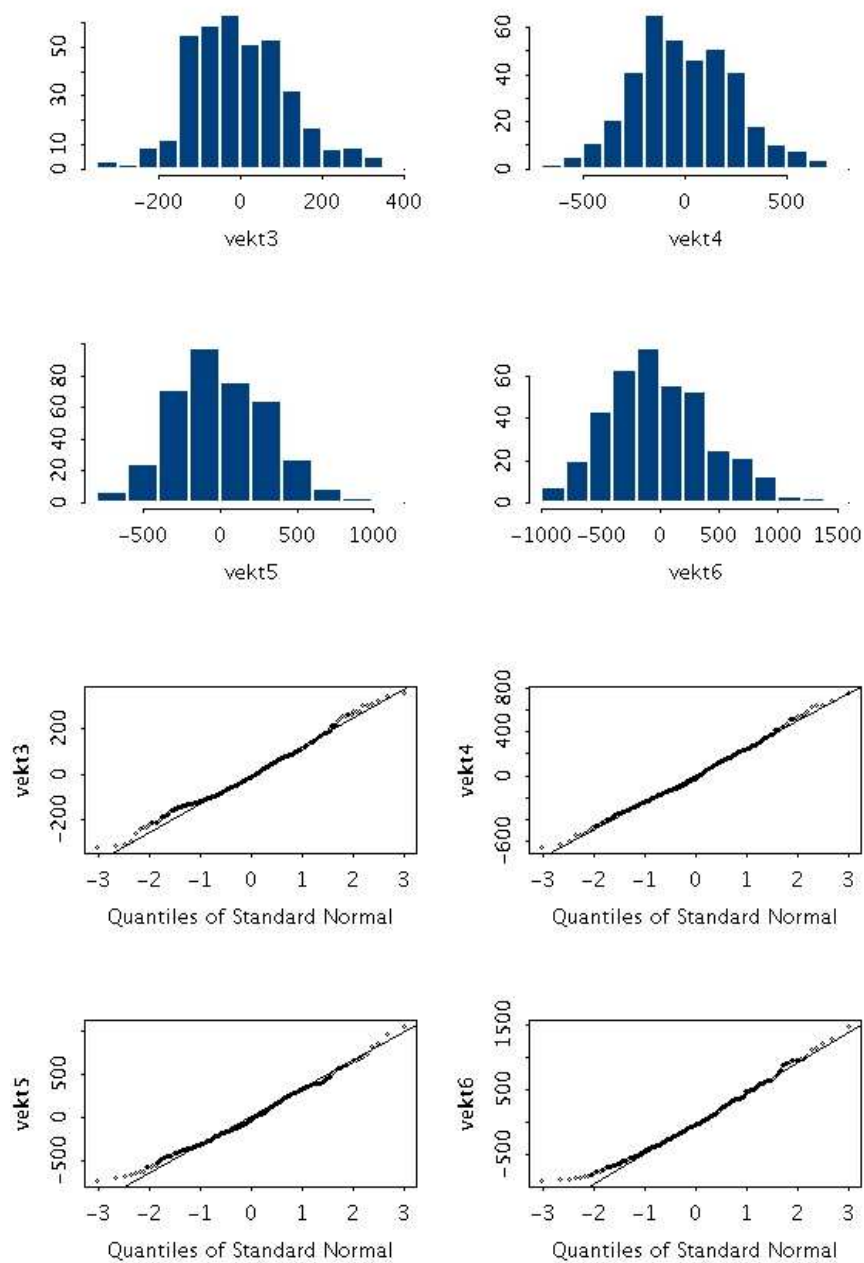 0 10 30 50
-200 0 200 400
vekt3
0 20 40 60
-500 0 500
vekt4
0 20 40 60 80
-500 0 500 1000
vekt5
0 20 40 60
-1000 -500 0 500 1000 1500
vekt6
vekt3
-200 0 200
-3 -2 -1 0 1 2 3
Quantiles of Standard Normal
vekt4
-600 0 400 800
-3 -2 -1 0 1 2 3
Quantiles of Standard Normal
vekt5
-500 0 500
-3 -2 -1 0 1 2 3
Quantiles of Standard Normal
vekt6
-500 500 1500
-3 -2 -1 0 1 2 3
Quantiles of Standard Normal